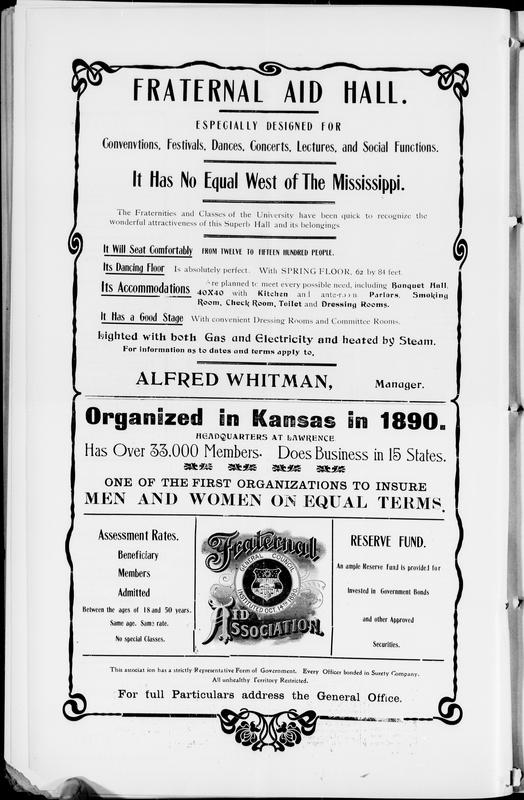 FRATERNAL AID HALL.
ESPECIALLY DESIGNED FOR
Convenvtions, Festivals, Dances, Concerts, Lectures, and Social Functions.
It Has No Equal West of The Mississippi.
The Fraternities and Classes of the University have been quick to recognize the
wonderful attractiveness of this Superb Hall and its belongings
It Will Seat Comfortably FROM TWELVE TO FIFTEEN HUNDRED PEOPLE.
Its Dancing Floor Is absolutely perfect. With SPRING FLOOR, 62 by 84 feet.
Its Accommodations are planned to meet every possible need, including Banquet Hall,
40X40 with Kitchen and ante-room Parlors, Smoking
Room, Check Room, Toilet and Dressing Rooms.
It Has a Good Stage With convenient Dressing Rooms and Committee Rooms.
Lighted with both Gas and Electricity and heated by Steam.
For information as to dates and terms apply to,
ALFRED WHITMAN, Manager.
Organized in Kansas in 1890.
HEADQUARTERS AT LAWRENCE
Has Over 33,000 Members. Does Business in 15 States.
ONE OF THE FIRST ORGANIZATIONS TO INSURE
MEN AND WOMEN ON EQUAL TERMS.
Assessment Rates.
Beneficiary
Members
Admitted
Between the ages of 18 and 50 years.
Same age. Same rate.
No special Classes.
Fraternal
GENERAL COUNCIL
INSTITUTED OCT. 14TH 1890
AID
ASSOCIATION.
RESERVE FUND.
An ample Reserve Fund is provided for
Invested in Government Bonds
and other Approved
Securities.
This associat ion has a strictly Representative Form of Government. Every Officer bonded in Surety Company.
All unhealthy Territory Restricted.
For full Particulars address the General Office.